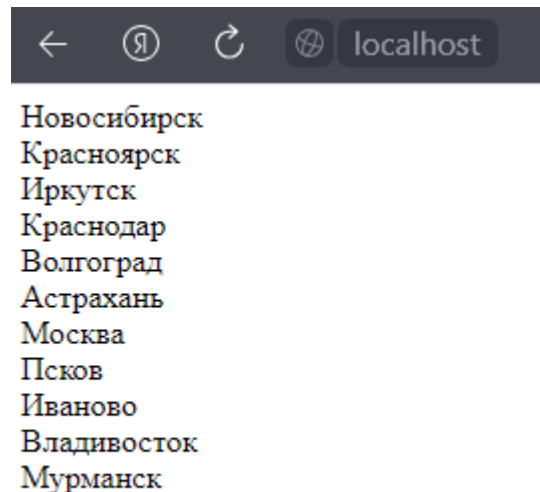 Я localhost
Новосибирск
Красноярск
Иркутск
Краснодар
Волгоград
Астрахань
Москва
Псков
Иваново
Владивосток
Мурманск